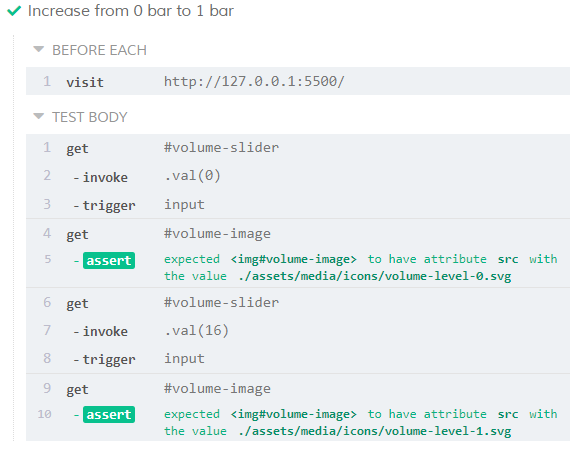 Increase from 0 bar to 1 bar
BEFORE EACH
1 visit http://127.0.0.1:5500/
TEST BODY
1 get #volume-slider
2 - invoke .val(0)
3 - trigger input
4 get #volume-image
5 - assert expected <img#volume-image> to have attribute src with
the value ./assets/media/icons/volume-level-0.svg
6 get #volume-slider
7 - invoke .val(16)
8 - trigger input
9 get #volume-image
10 - assert expected <img#volume-image> to have attribute src with
the value ./assets/media/icons/volume-level-1.svg